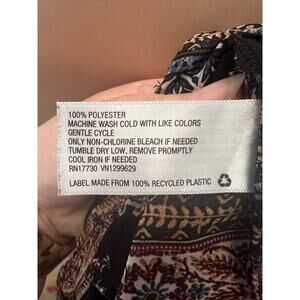 100% POLYESTER
MACHINE WASH COLD WITH LIKE COLORS
GENTLE CYCLE
ONLY NON-CHLORINE BLEACH IF NEEDED
TUMBLE DRY LOW, REMOVE PROMPTLY
COOL IRON IF NEEDED
RN17730 VN1299629
LABEL MADE FROM 100% RECYCLED PLASTIC